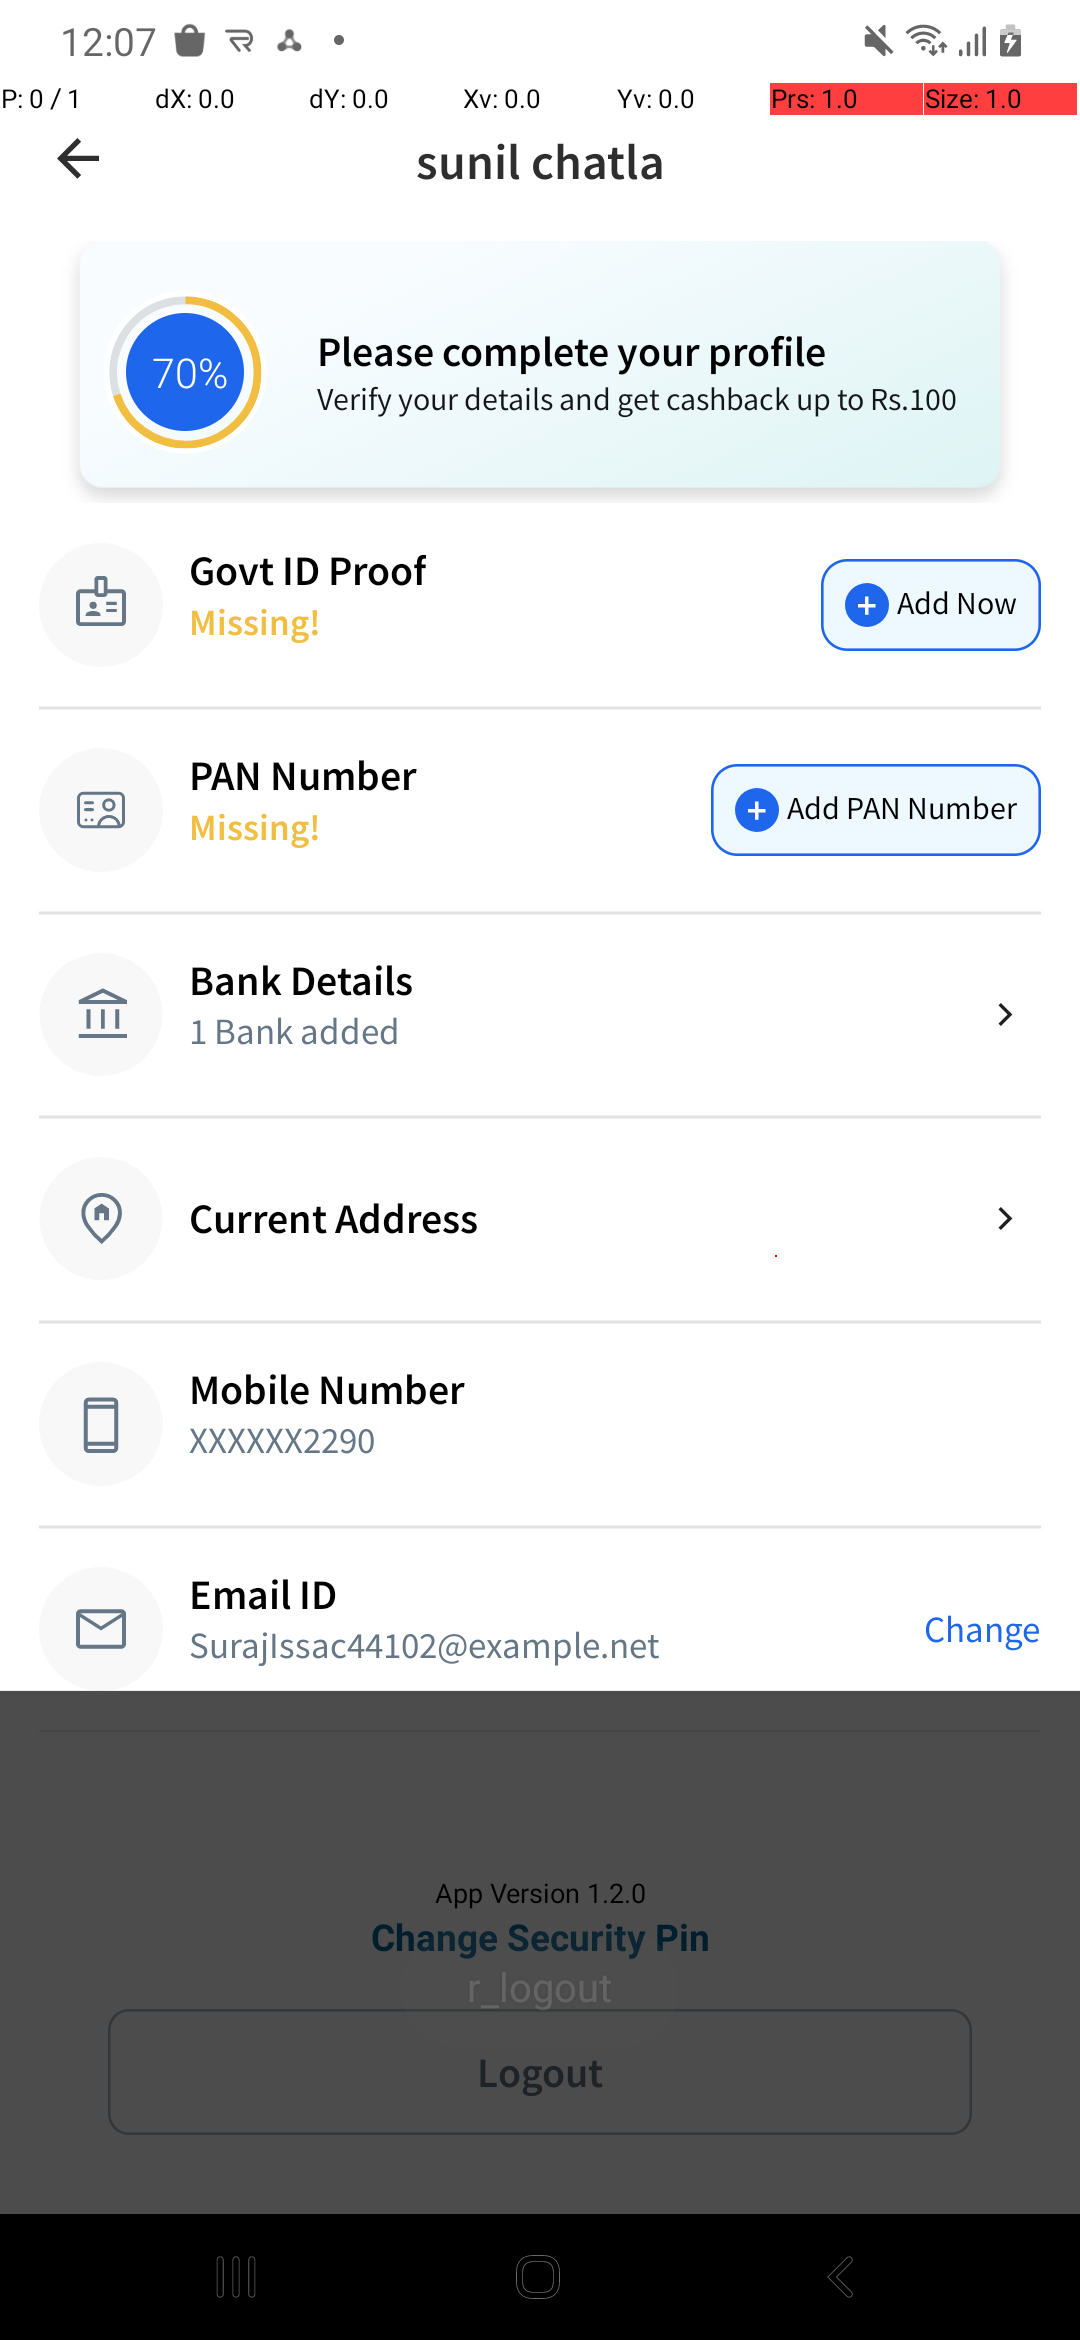 12:07
P: 0 / 1 dX: 0.0 dY: 0.0 Xv: 0.0 Yv: 0.0 Prs: 1.0 Size: 1.0
sunil chatla
70%
Please complete your profile
Verify your details and get cashback up to Rs.100
Govt ID Proof
Missing!
Add Now
PAN Number
Missing!
Add PAN Number
Bank Details
1 Bank added
Current Address
Mobile Number
XXXXXX2290
Email ID
SurajIssac44102@example.net
Change
App Version 1.2.0
Change Security Pin
r_logout
Logout